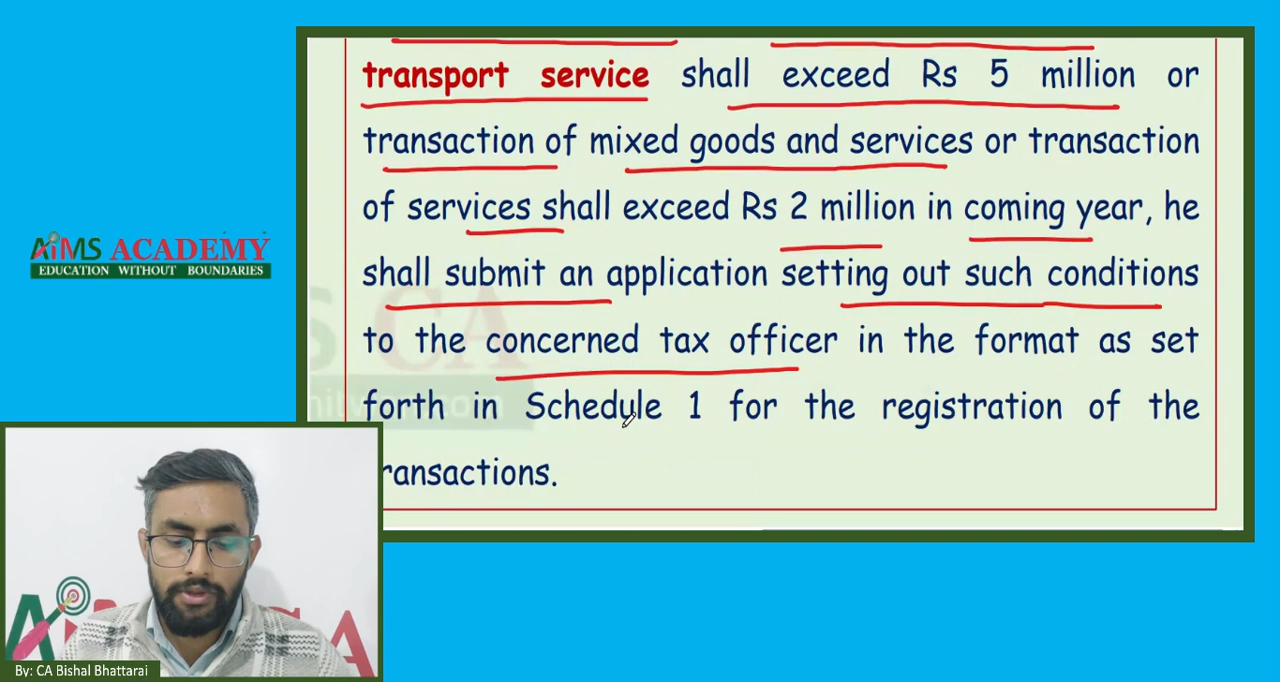 transport service shall exceed Rs 5 million or
transaction of mixed goods and services or transaction
of services shall exceed Rs 2 million in coming year, he
shall submit an application setting out such conditions
to the concerned tax officer in the format as set
forth in Schedule 1 for the registration of the
ransactions.
AiMS ACADEMY
EDUCATION WITHOUT BOUNDARIES
S CA
By: CA Bishal Bhattarai